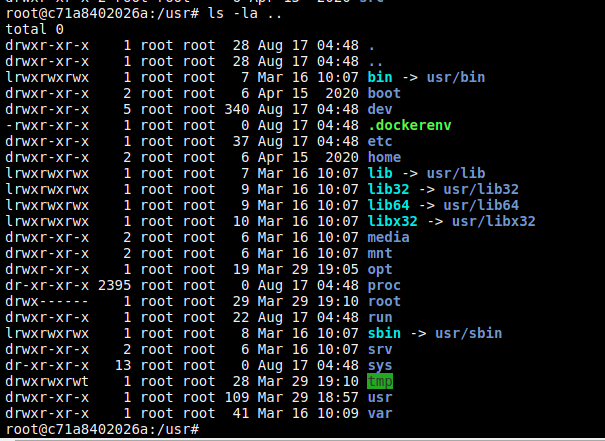 root@c71a8402026a:/usr# ls -la ..
total 0
drwxr-xr-x    1 root root  28 Aug 17 04:48 .
drwxr-xr-x    1 root root  28 Aug 17 04:48 ..
lrwxrwxrwx    1 root root   7 Mar 16 10:07 bin -> usr/bin
drwxr-xr-x    2 root root   6 Apr 15  2020 boot
drwxr-xr-x    5 root root 340 Aug 17 04:48 dev
-rwxr-xr-x    1 root root   0 Aug 17 04:48 .dockerenv
drwxr-xr-x    1 root root  37 Aug 17 04:48 etc
drwxr-xr-x    2 root root   6 Apr 15  2020 home
lrwxrwxrwx    1 root root   7 Mar 16 10:07 lib -> usr/lib
lrwxrwxrwx    1 root root   9 Mar 16 10:07 lib32 -> usr/lib32
lrwxrwxrwx    1 root root   9 Mar 16 10:07 lib64 -> usr/lib64
lrwxrwxrwx    1 root root  10 Mar 16 10:07 libx32 -> usr/libx32
drwxr-xr-x    2 root root   6 Mar 16 10:07 media
drwxr-xr-x    2 root root   6 Mar 16 10:07 mnt
drwxr-xr-x    1 root root  19 Mar 29 19:05 opt
dr-xr-xr-x 2395 root root   0 Aug 17 04:48 proc
drwx------    1 root root  29 Mar 29 19:10 root
drwxr-xr-x    1 root root  22 Aug 17 04:48 run
lrwxrwxrwx    1 root root   8 Mar 16 10:07 sbin -> usr/sbin
drwxr-xr-x    2 root root   6 Mar 16 10:07 srv
dr-xr-xr-x   13 root root   0 Aug 17 04:48 sys
drwxrwxrwt    1 root root  28 Mar 29 19:10 tmp
drwxr-xr-x    1 root root 109 Mar 29 18:57 usr
drwxr-xr-x    1 root root  41 Mar 16 10:09 var
root@c71a8402026a:/usr#